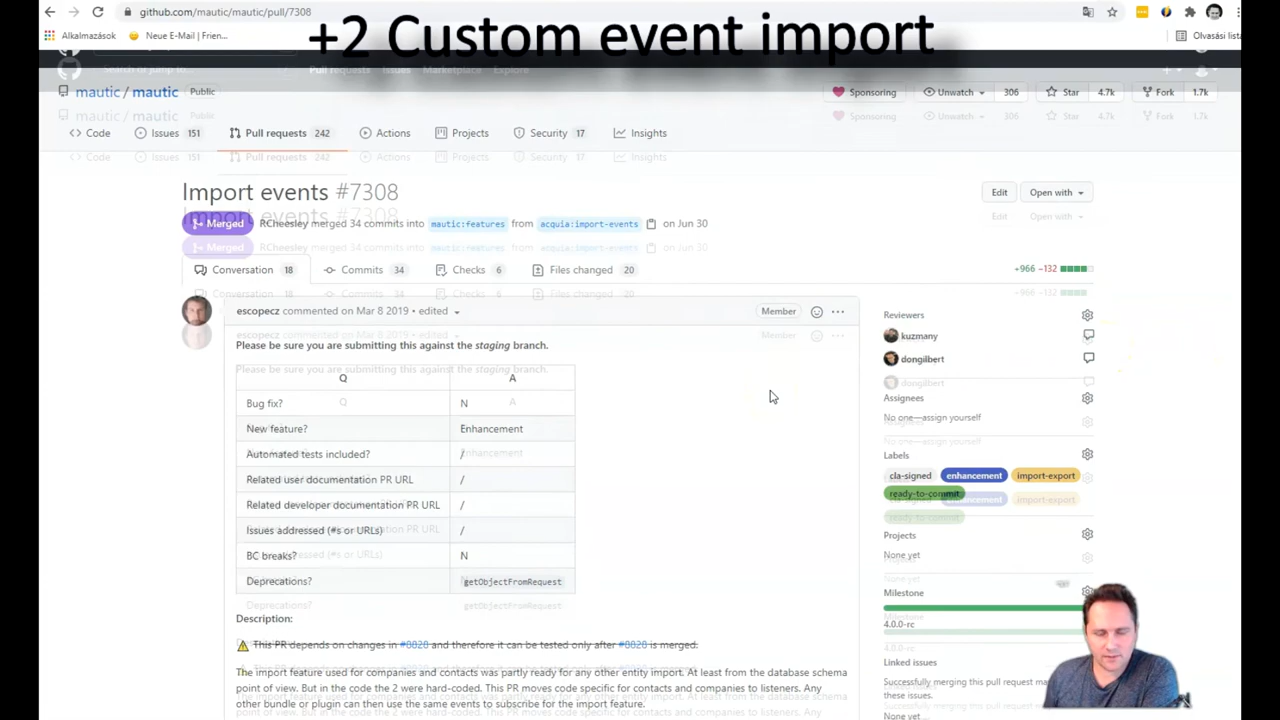 github.com/mautic/mautic/pull/7308
+2 Custom event import
Alkalmazások
Neue E-Mail | Frien...
Olvasási lista
Search or jump to...
Pull requests Issues Marketplace Explore
mautic / mautic Public
Sponsoring Unwatch 306 Star 4.7k Fork 1.7k
Code Issues 151 Pull requests 242 Actions Projects Security 17 Insights
Import events #7308
Edit Open with
Merged RCheesley merged 34 commits into mautic:features from acquia:import-events on Jun 30
Conversation 18 Commits 34 Checks 6 Files changed 20
+966 −132
escopecz commented on Mar 8 2019 • edited
Member
Please be sure you are submitting this against the staging branch.
Q A
Bug fix? N
New feature? Enhancement
Automated tests included? /
Related user documentation PR URL /
Related developer documentation PR URL /
Issues addressed (#s or URLs) /
BC breaks? N
Deprecations? getObjectFromRequest
Description:
This PR depends on changes in #8820 and therefore it can be tested only after #8820 is merged.
The import feature used for companies and contacts was partly ready for any other entity import. At least from the database schema
point of view. But in the code the 2 were hard-coded. This PR moves code specific for contacts and companies to listeners. Any
other bundle or plugin can then use the same events to subscribe for the import feature.
Reviewers
kuzmany
dongilbert
Assignees
No one—assign yourself
Labels
cla-signed enhancement import-export
ready-to-commit
Projects
None yet
Milestone
4.0.0-rc
Linked issues
Successfully merging this pull request ma
these issues.
None yet